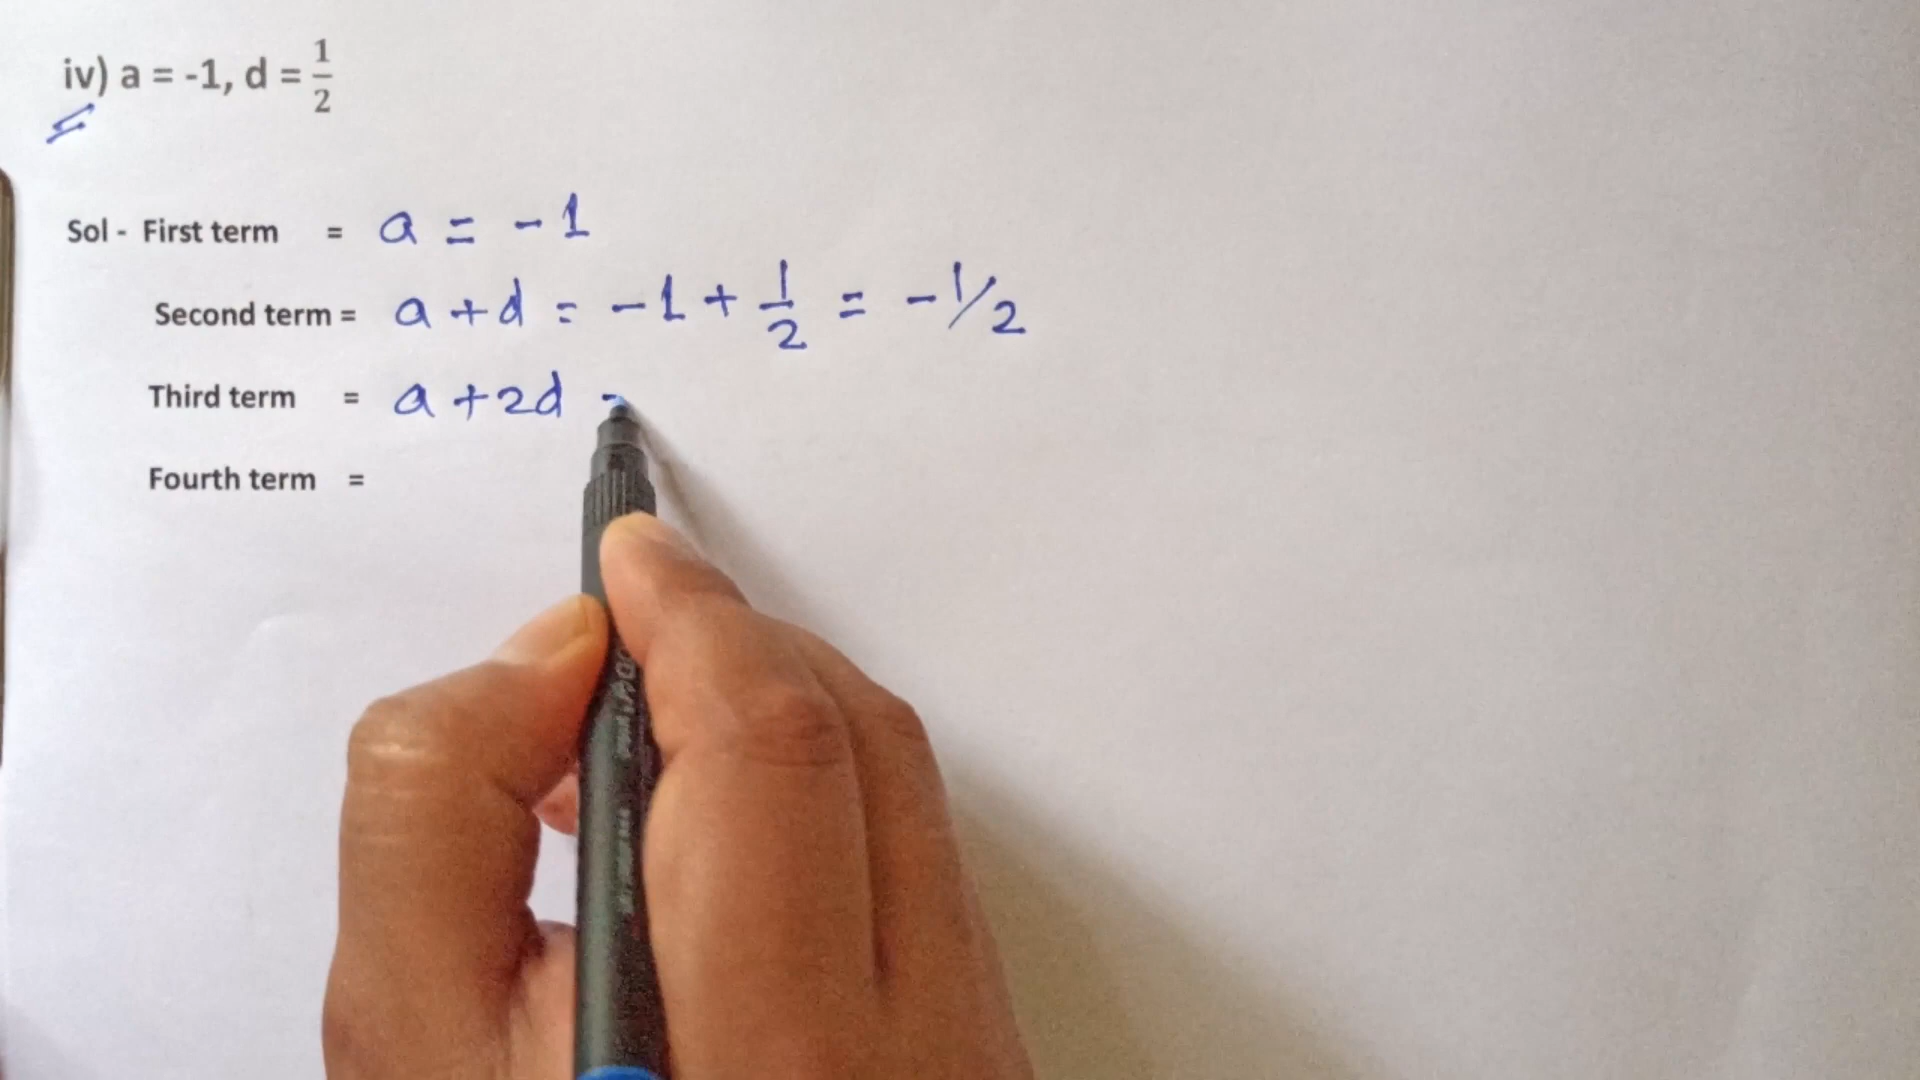 iv) a = -1, d = 1/2
Sol - First term = a = -1
Second term = a + d = -1 + 1/2 = -1/2
Third term = a + 2d
Fourth term =